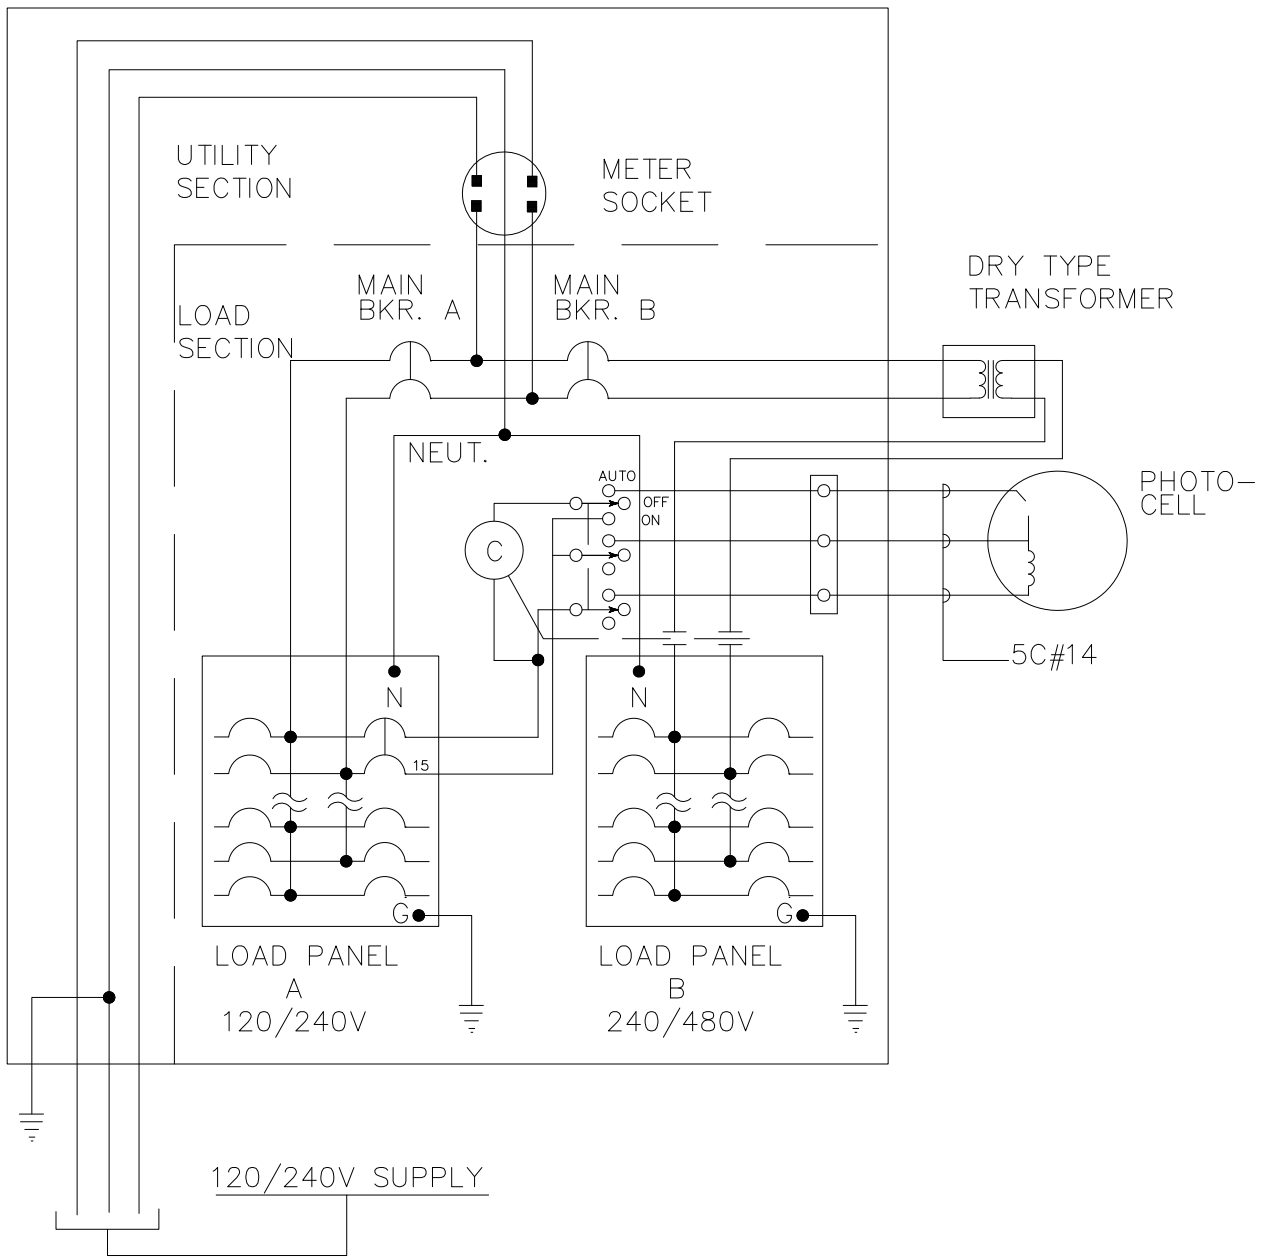 UTILITY
SECTION
METER
SOCKET
DRY TYPE
TRANSFORMER
MAIN
BKR. A
MAIN
BKR. B
LOAD
SECTION
NEUT.
AUTO
OFF
ON
PHOTO-
CELL
C
5C#14
N
N
15
G
G
LOAD PANEL
A
120/240V
LOAD PANEL
B
240/480V
120/240V SUPPLY